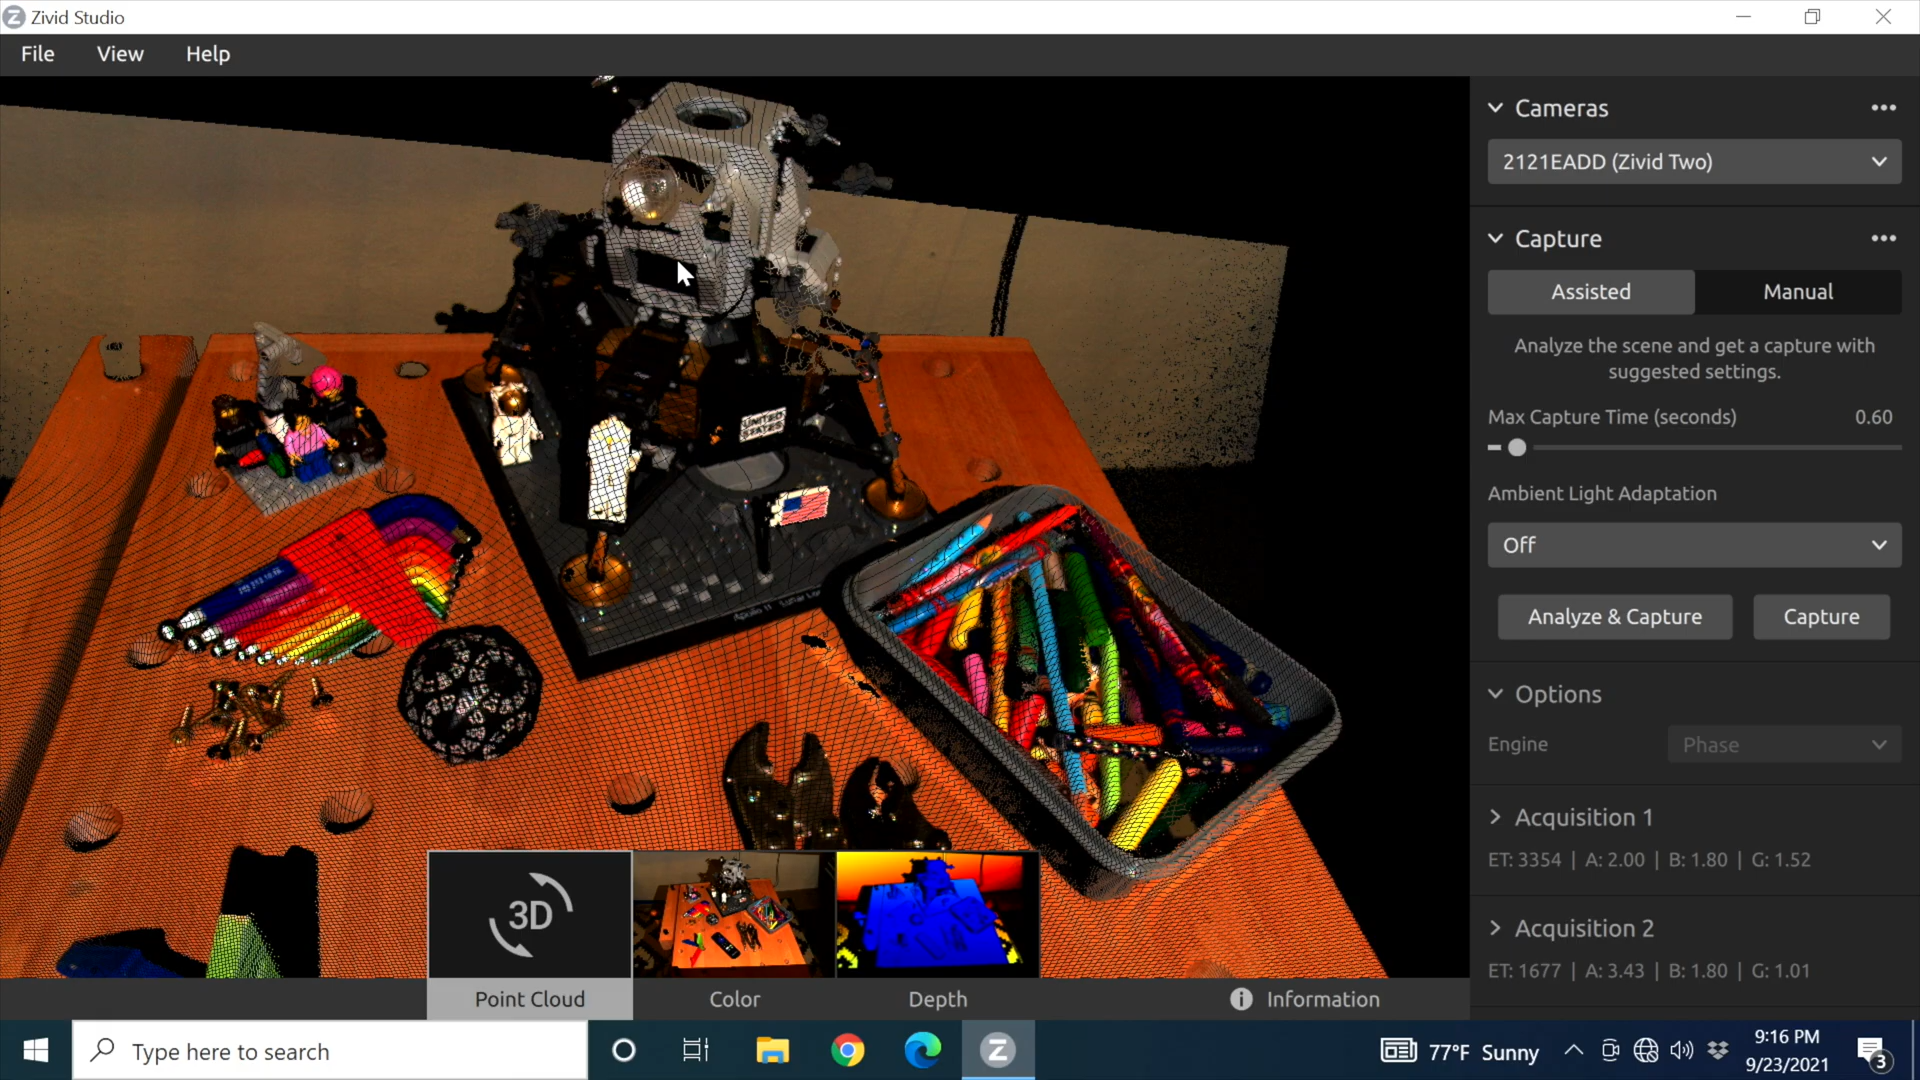 Zivid Studio
File View Help
Cameras
2121EADD (Zivid Two)
Capture
Assisted Manual
Analyze the scene and get a capture with
suggested settings.
Max Capture Time (seconds) 0.60
Ambient Light Adaptation
Off
Analyze & Capture Capture
Options
Engine Phase
Acquisition 1
ET: 3354 | A: 2.00 | B: 1.80 | G: 1.52
Acquisition 2
ET: 1677 | A: 3.43 | B: 1.80 | G: 1.01
UNITED
STATES
Apollo 11
3D
Point Cloud Color Depth Information
Type here to search
77°F Sunny
9:16 PM
9/23/2021
3